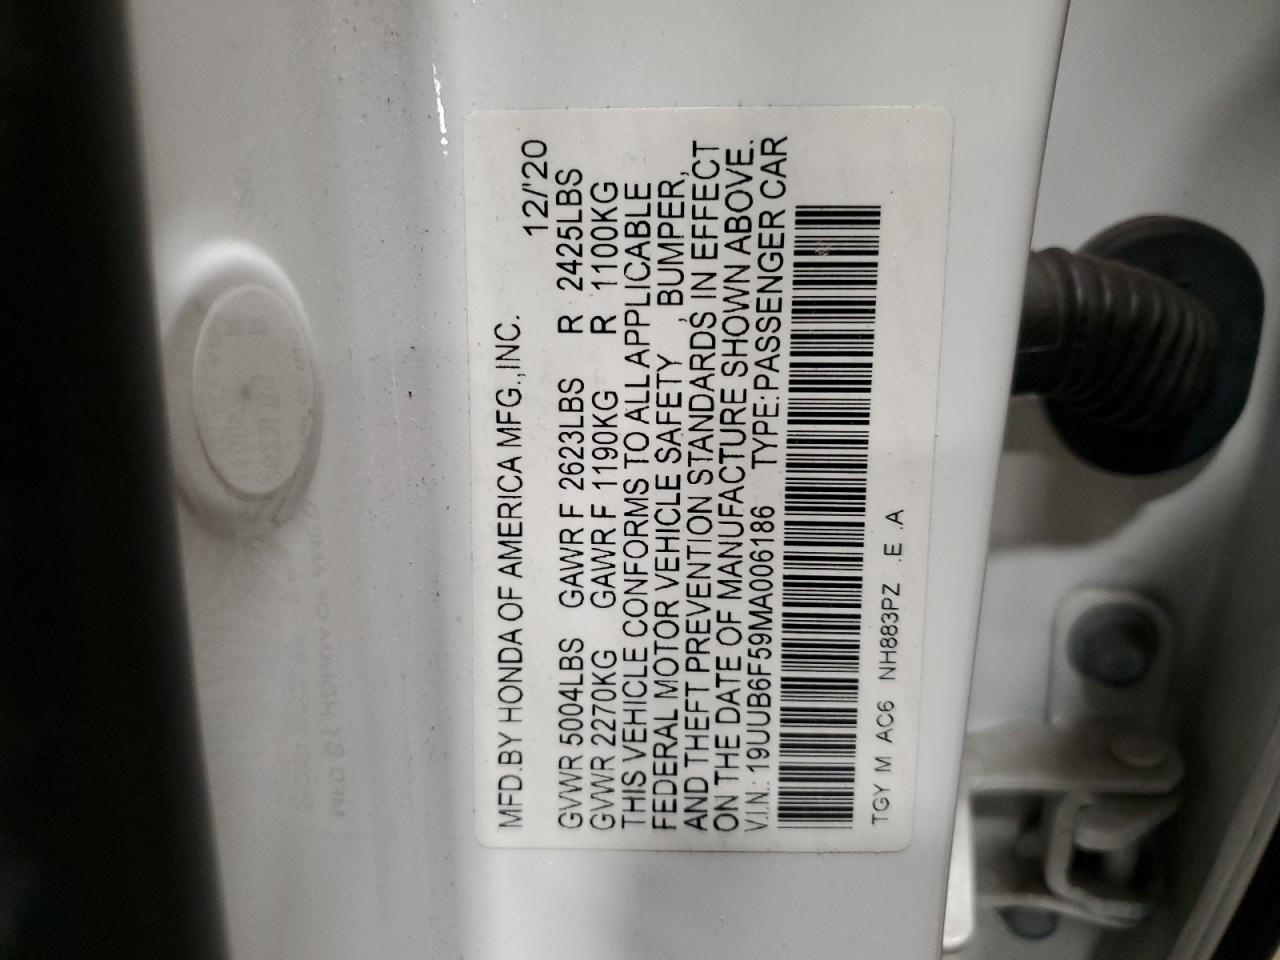 MFD.BY HONDA OF AMERICA MFG.,INC.
12/'20
GVWR 5004LBS GAWR F 2623LBS R 2425LBS
GVWR 2270KG GAWR F 1190KG R 1100KG
THIS VEHICLE CONFORMS TO ALL APPLICABLE
FEDERAL MOTOR VEHICLE SAFETY, BUMPER,
AND THEFT PREVENTION STANDARDS IN EFFECT
ON THE DATE OF MANUFACTURE SHOWN ABOVE.
V.I.N.: 19UUB6F59MA006186 TYPE:PASSENGER CAR
TGY M AC6 NH883PZ .E .A